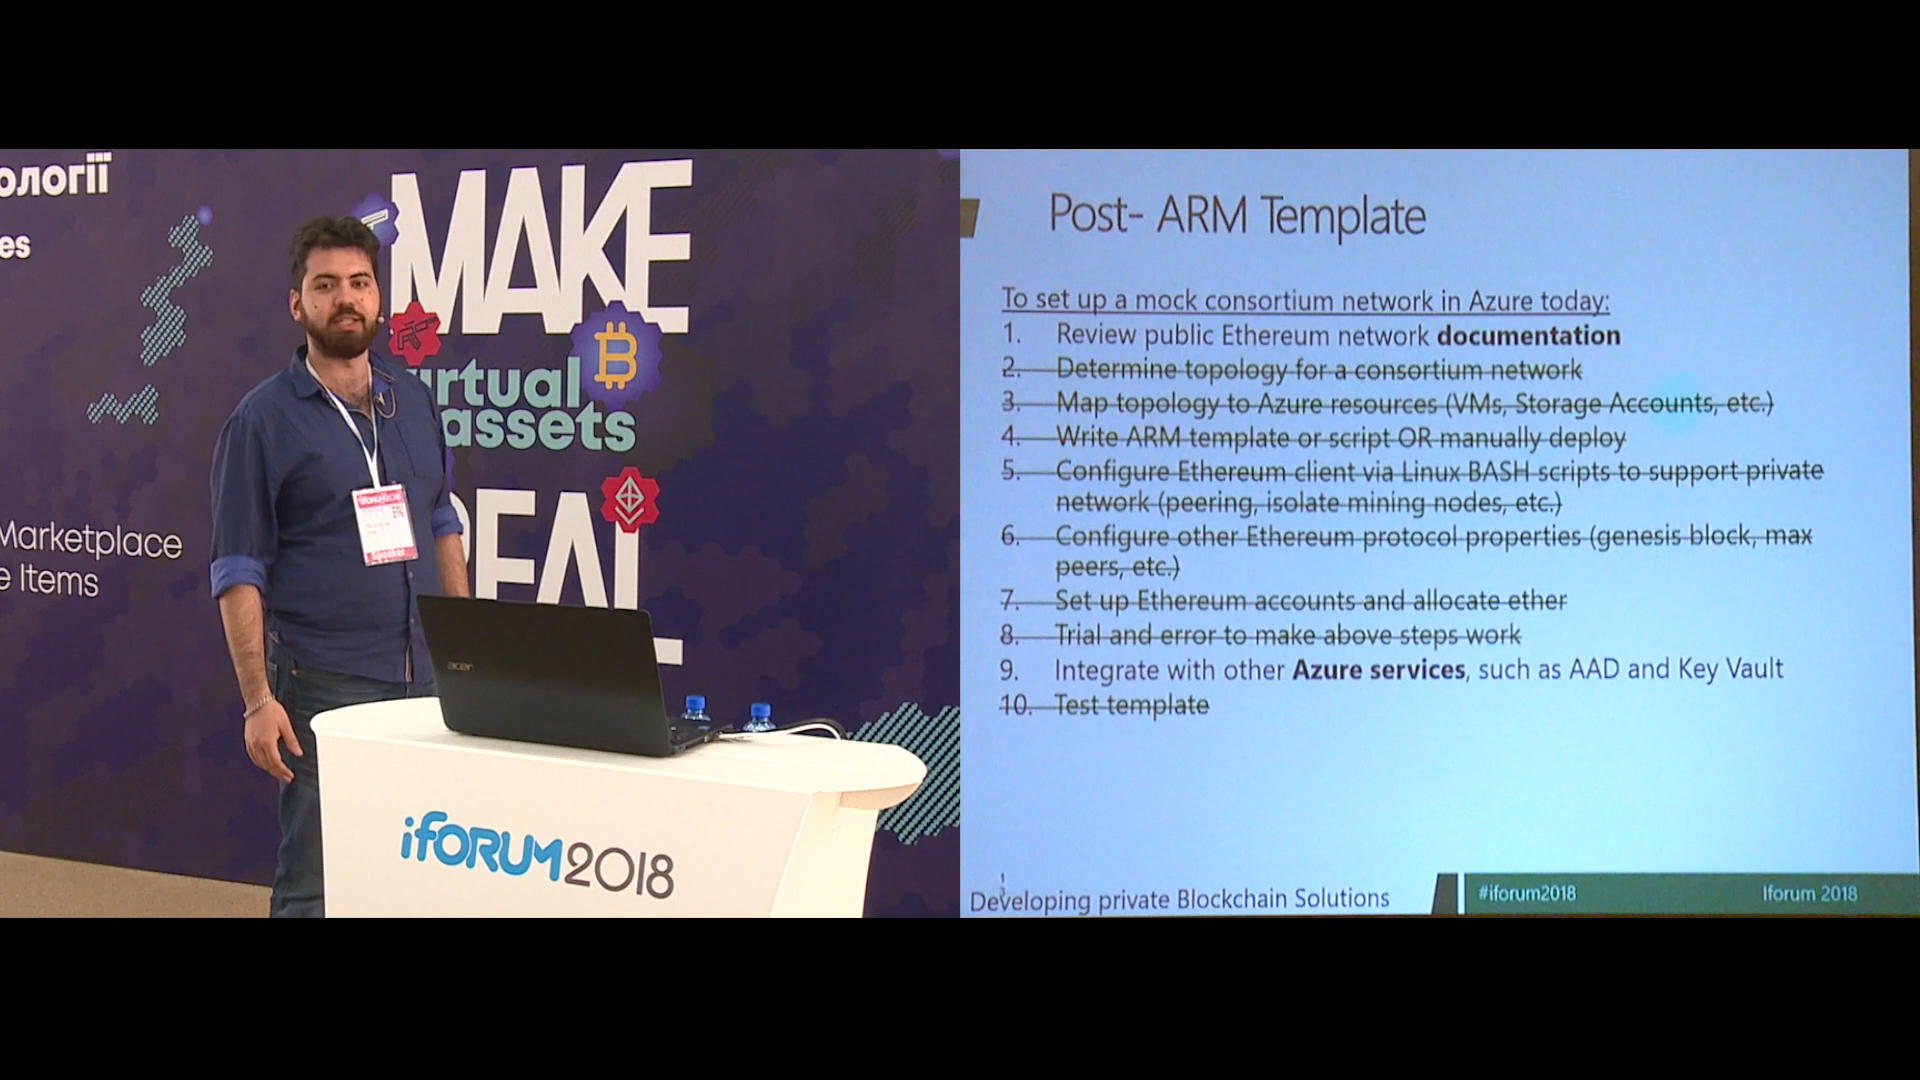 ології
es
MAKE
virtual
assets
REAL
Marketplace
e Items
iforum2018
Speaker
acer
iFORUM2018
Post- ARM Template
To set up a mock consortium network in Azure today:
1. Review public Ethereum network documentation
2. Determine topology for a consortium network
3. Map topology to Azure resources (VMs, Storage Accounts, etc.)
4. Write ARM template or script OR manually deploy
5. Configure Ethereum client via Linux BASH scripts to support private
network (peering, isolate mining nodes, etc.)
6. Configure other Ethereum protocol properties (genesis block, max
peers, etc.)
7. Set up Ethereum accounts and allocate ether
8. Trial and error to make above steps work
9. Integrate with other Azure services, such as AAD and Key Vault
10. Test template
Developing private Blockchain Solutions
#iforum2018
Iforum 2018